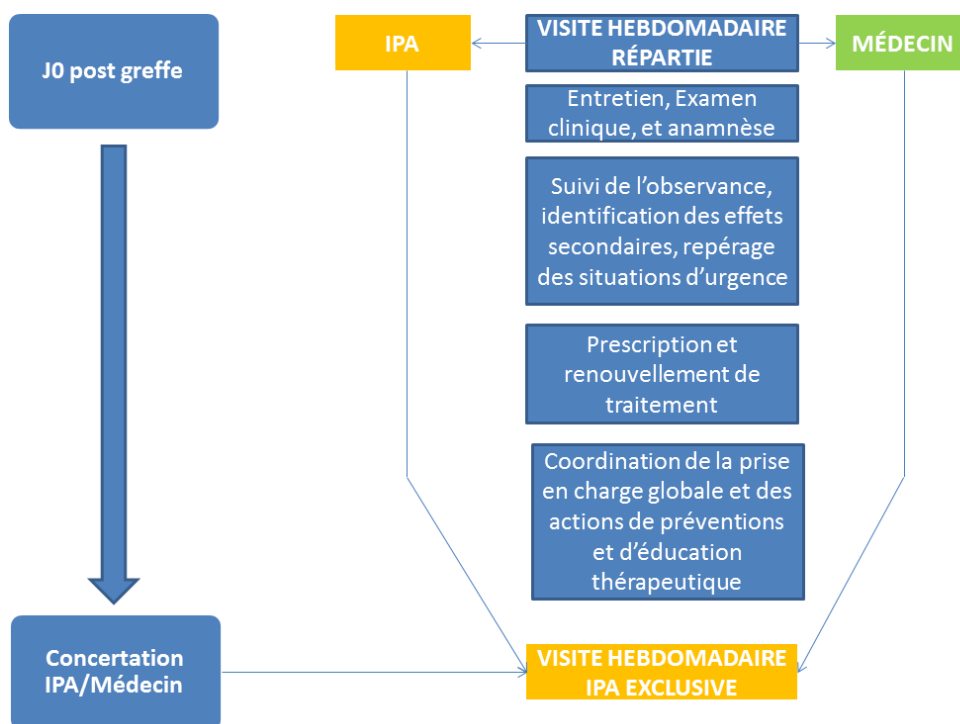 J0 post greffe
IPA
VISITE HEBDOMADAIRE
RÉPARTIE
MÉDECIN
Entretien, Examen
clinique, et anamnèse
Suivi de l’observance,
identification des effets
secondaires, repérage
des situations d’urgence
Prescription et
renouvellement de
traitement
Coordination de la prise
en charge globale et des
actions de préventions
et d’éducation
thérapeutique
Concertation
IPA/Médecin
VISITE HEBDOMADAIRE
IPA EXCLUSIVE